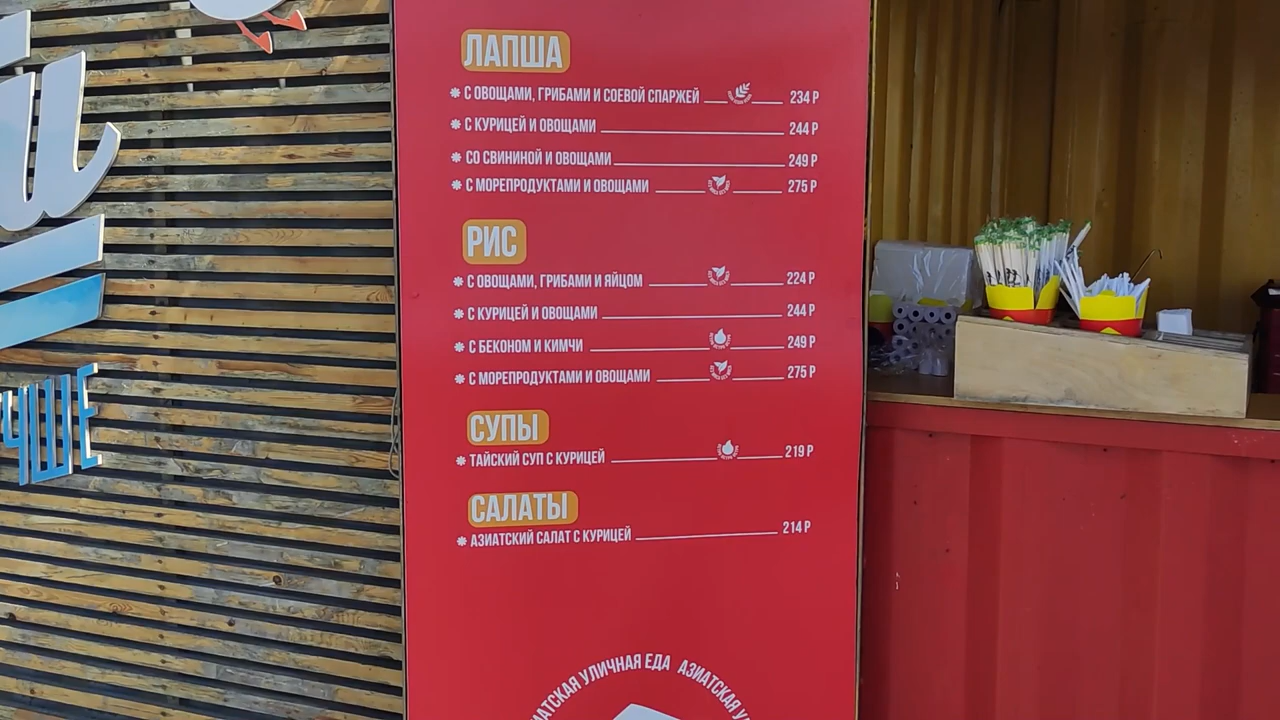 ЛАПША
С ОВОЩАМИ, ГРИБАМИ И СОЕВОЙ СПАРЖЕЙ 234 Р
С КУРИЦЕЙ И ОВОЩАМИ 244 Р
СО СВИНИНОЙ И ОВОЩАМИ 249 Р
С МОРЕПРОДУКТАМИ И ОВОЩАМИ 275 Р
РИС
С ОВОЩАМИ, ГРИБАМИ И ЯЙЦОМ 224 Р
С КУРИЦЕЙ И ОВОЩАМИ 244 Р
С БЕКОНОМ И КИМЧИ 249 Р
С МОРЕПРОДУКТАМИ И ОВОЩАМИ 275 Р
СУПЫ
ТАЙСКИЙ СУП С КУРИЦЕЙ 219 Р
САЛАТЫ
АЗИАТСКИЙ САЛАТ С КУРИЦЕЙ 214 Р
УЛИЧНАЯ ЕДА АЗИАТСКАЯ